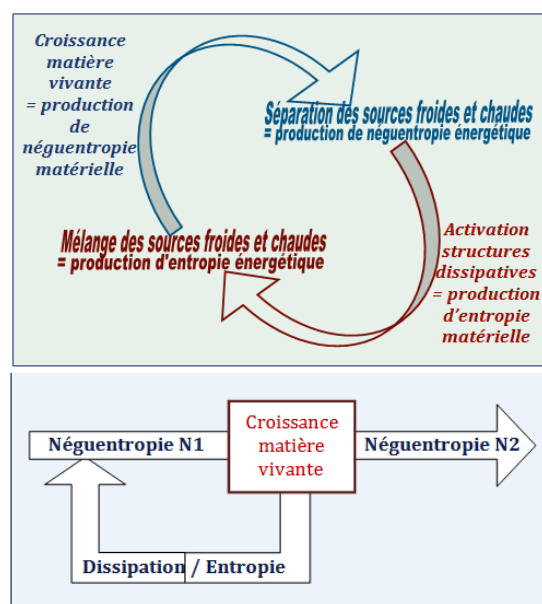 Croissance
matière
vivante
= production
de
néguentropie
matérielle
Séparation des sources froides et chaudes
= production de néguentropie énergétique
Mélange des sources froides et chaudes
= production d'entropie énergétique
Activation
structures
dissipatives
= production
d'entropie
matérielle
Néguentropie N1
Croissance
matière
vivante
Néguentropie N2
Dissipation / Entropie